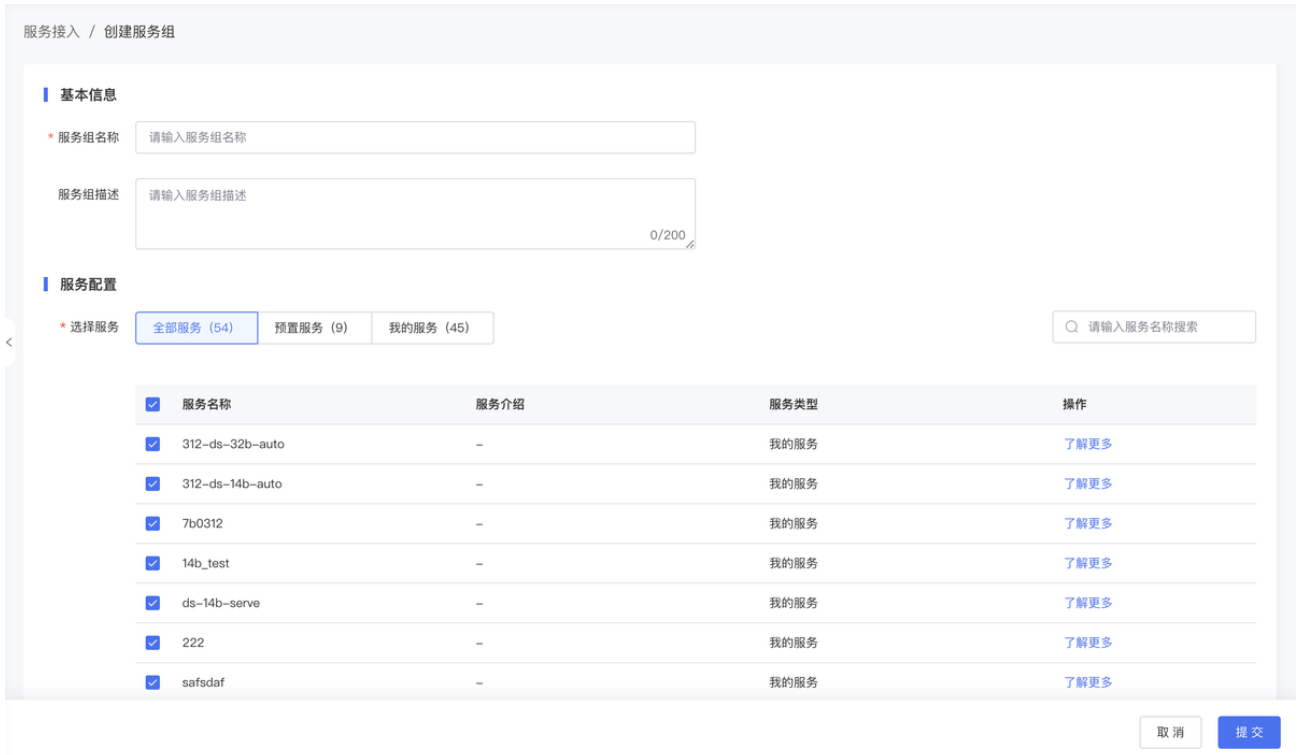 服务接入 / 创建服务组
基本信息
* 服务组名称 请输入服务组名称
服务组描述 请输入服务组描述
0/200
服务配置
* 选择服务 全部服务 (54) 预置服务 (9) 我的服务 (45) 请输入服务名称搜索
服务名称 服务介绍 服务类型 操作
312-ds-32b-auto - 我的服务 了解更多
312-ds-14b-auto - 我的服务 了解更多
7b0312 - 我的服务 了解更多
14b_test - 我的服务 了解更多
ds-14b-serve - 我的服务 了解更多
222 - 我的服务 了解更多
safsdaf - 我的服务 了解更多
取消 提交